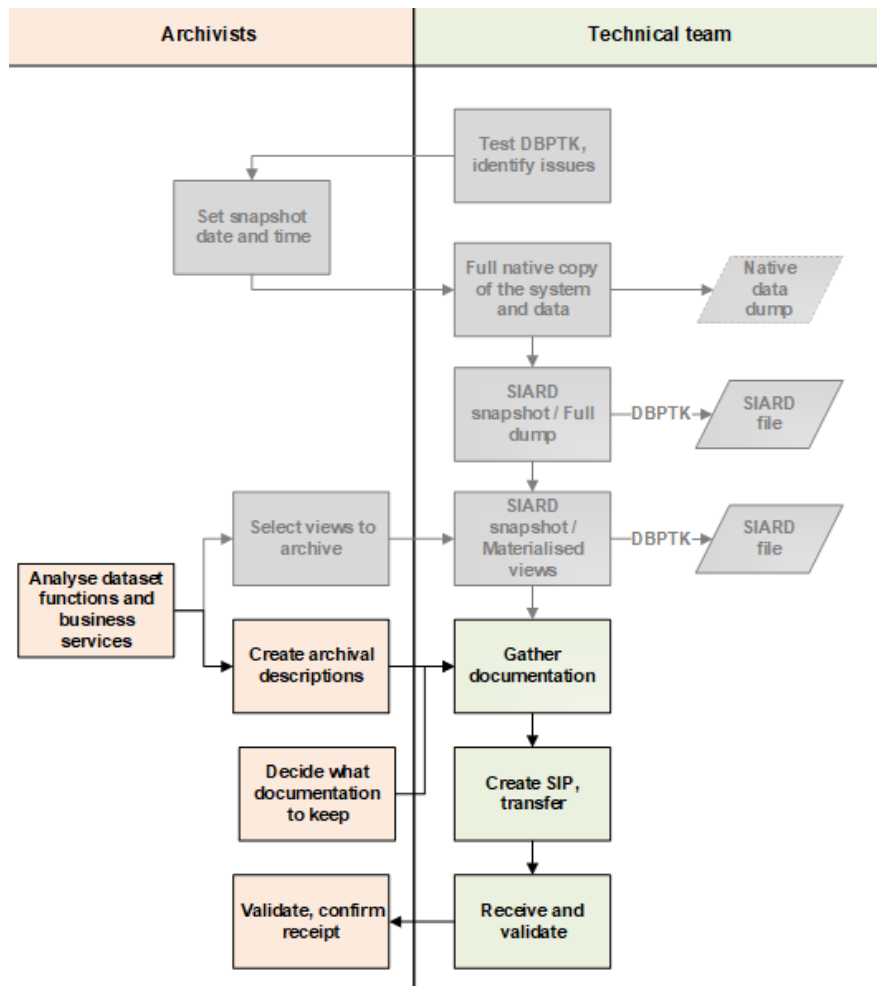 Archivists
Technical team
Test DBPTK,
identify issues
Set snapshot
date and time
Full native copy
of the system
and data
Native
data
dump
SIARD
snapshot / Full
dump
DBPTK
SIARD
file
Select views to
archive
SIARD
snapshot /
Materialised
views
DBPTK
SIARD
file
Analyse dataset
functions and
business
services
Create archival
descriptions
Gather
documentation
Decide what
documentation
to keep
Create SIP,
transfer
Validate, confirm
receipt
Receive and
validate